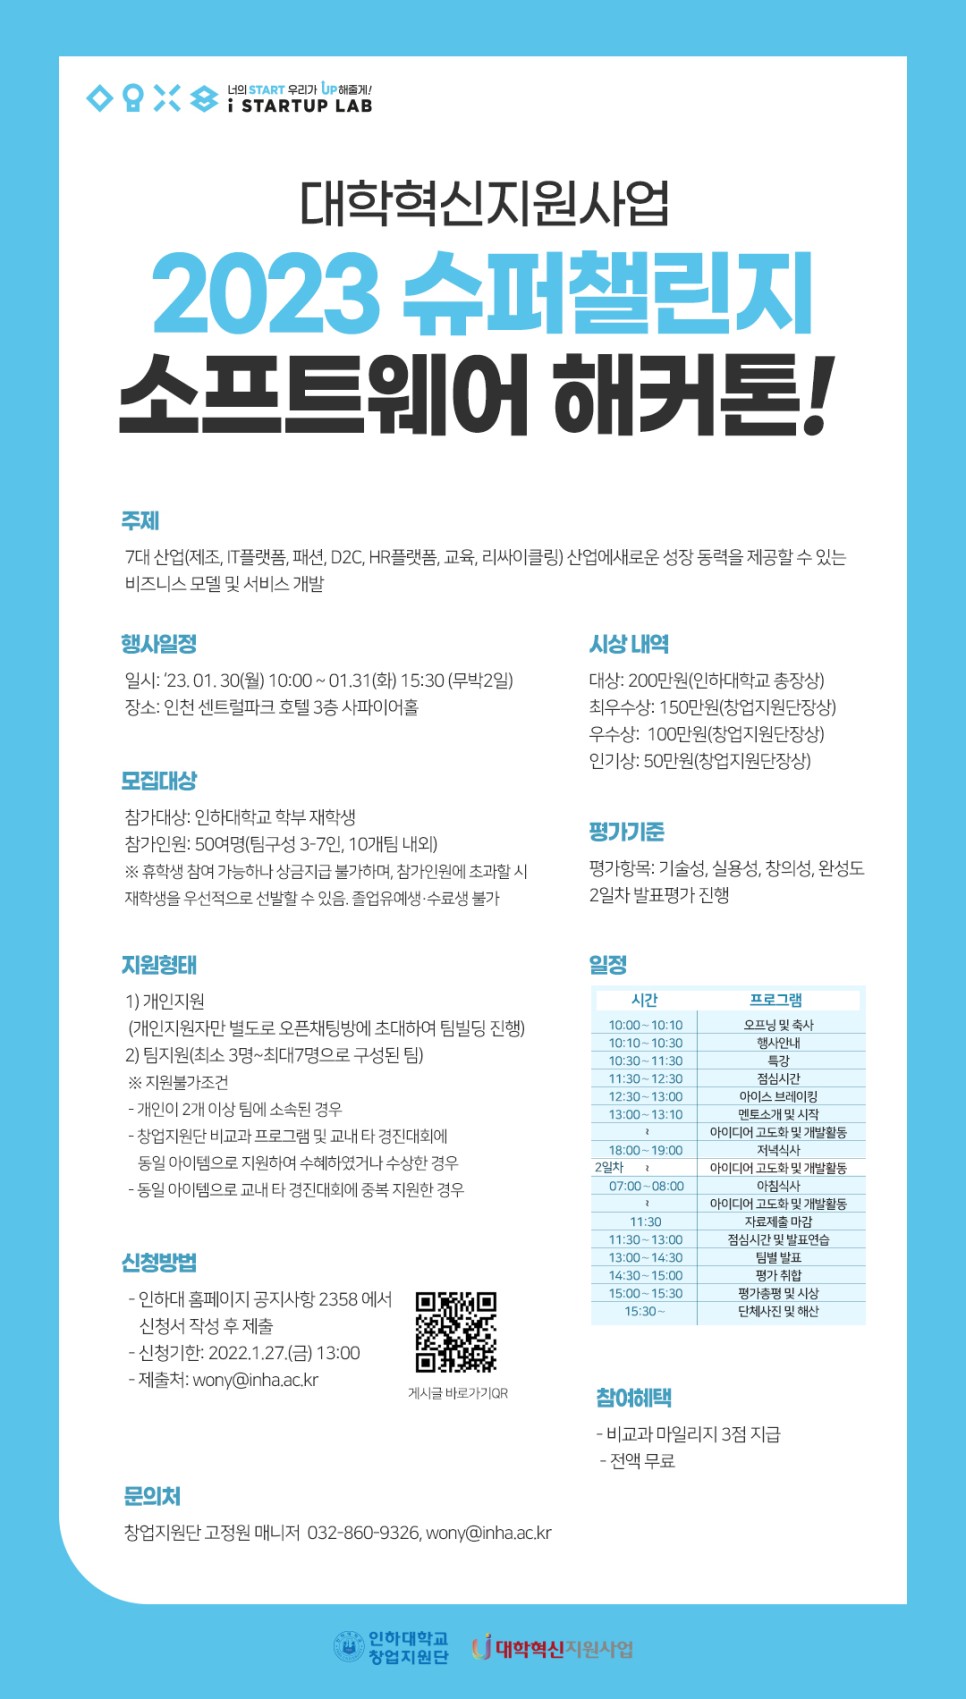 너의 START 우리가 UP 해줄게!
i STARTUP LAB
대학혁신지원사업
2023 슈퍼챌린지
소프트웨어 해커톤!
주제
7대 산업(제조, IT플랫폼, 패션, D2C, HR플랫폼, 교육, 리싸이클링) 산업에새로운 성장 동력을 제공할 수 있는
비즈니스 모델 및 서비스 개발
행사일정
일시: ‘23. 01. 30(월) 10:00 ~ 01.31(화) 15:30 (무박2일)
장소: 인천 센트럴파크 호텔 3층 사파이어홀
모집대상
참가대상: 인하대학교 학부 재학생
참가인원: 50여명(팀구성 3-7인, 10개팀 내외)
※ 휴학생 참여 가능하나 상금지급 불가하며, 참가인원에 초과할 시
재학생을 우선적으로 선발할 수 있음. 졸업유예생·수료생 불가
지원형태
1) 개인지원
(개인지원자만 별도로 오픈채팅방에 초대하여 팀빌딩 진행)
2) 팀지원(최소 3명~최대7명으로 구성된 팀)
※ 지원불가조건
- 개인이 2개 이상 팀에 소속된 경우
- 창업지원단 비교과 프로그램 및 교내 타 경진대회에
동일 아이템으로 지원하여 수혜하였거나 수상한 경우
- 동일 아이템으로 교내 타 경진대회에 중복 지원한 경우
신청방법
- 인하대 홈페이지 공지사항 2358 에서
신청서 작성 후 제출
- 신청기한: 2022.1.27.(금) 13:00
- 제출처: wony@inha.ac.kr
게시글 바로가기QR
시상 내역
대상: 200만원(인하대학교 총장상)
최우수상: 150만원(창업지원단장상)
우수상: 100만원(창업지원단장상)
인기상: 50만원(창업지원단장상)
평가기준
평가항목: 기술성, 실용성, 창의성, 완성도
2일차 발표평가 진행
일정
시간 프로그램
10:00 ~ 10:10 오프닝 및 축사
10:10 ~ 10:30 행사안내
10:30 ~ 11:30 특강
11:30 ~ 12:30 점심시간
12:30 ~ 13:00 아이스 브레이킹
13:00 ~ 13:10 멘토소개 및 시작
~ 아이디어 고도화 및 개발활동
18:00 ~ 19:00 저녁식사
2일차 ~ 아이디어 고도화 및 개발활동
07:00 ~ 08:00 아침식사
~ 아이디어 고도화 및 개발활동
11:30 자료제출 마감
11:30 ~ 13:00 점심시간 및 발표연습
13:00 ~ 14:30 팀별 발표
14:30 ~ 15:00 평가 취합
15:00 ~ 15:30 평가총평 및 시상
15:30 ~ 단체사진 및 해산
참여혜택
- 비교과 마일리지 3점 지급
- 전액 무료
문의처
창업지원단 고정원 매니저 032-860-9326, wony@inha.ac.kr
인하대학교
창업지원단
대학혁신지원사업